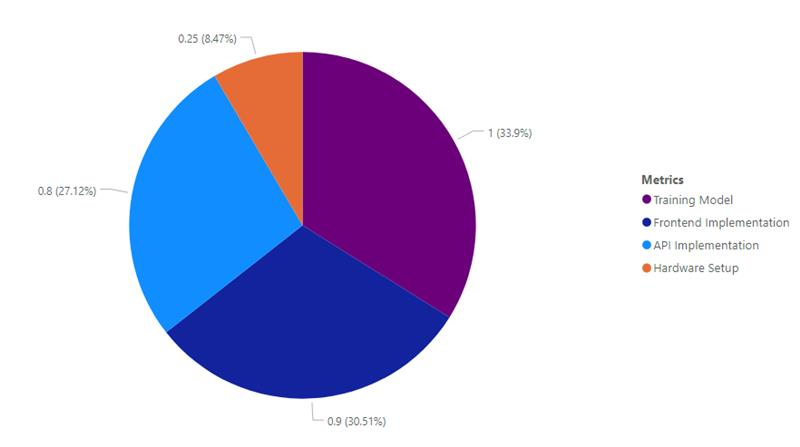 0.25 (8.47%)
1 (33.9%)
0.8 (27.12%)
0.9 (30.51%)
Metrics
Training Model
Frontend Implementation
API Implementation
Hardware Setup